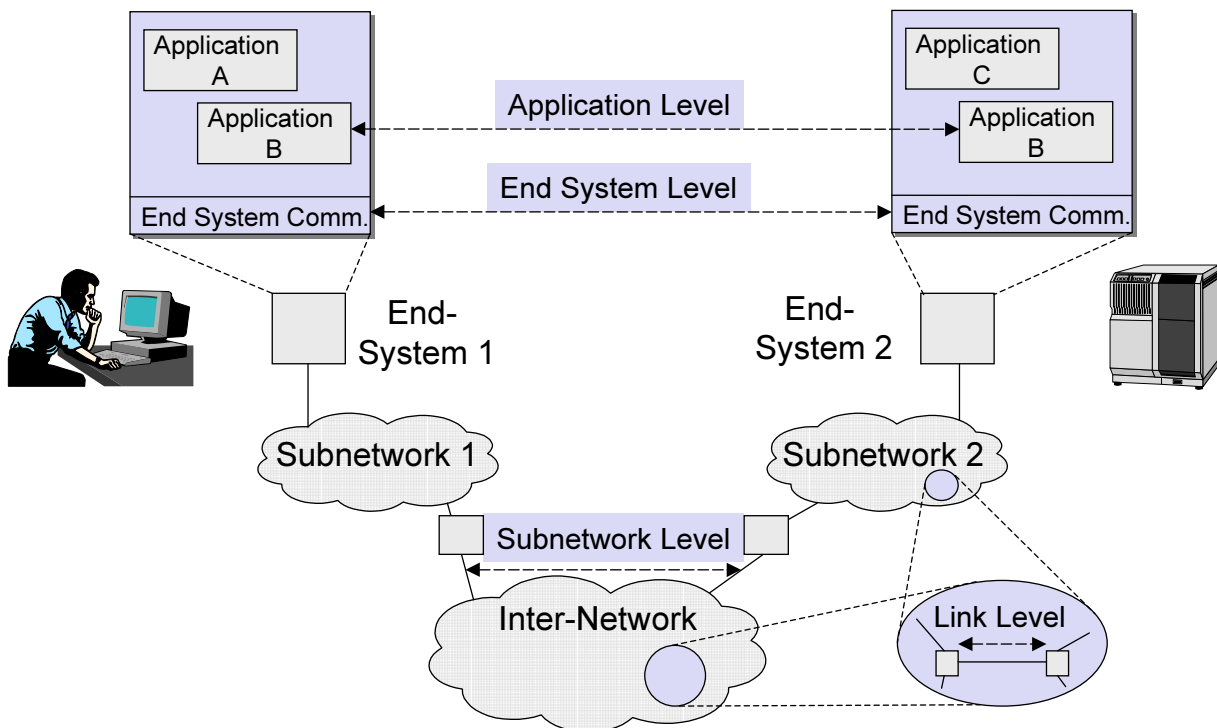 Application
A
Application
B
End System Comm.
Application Level
End System Level
Application
C
Application
B
End System Comm.
End-
System 1
End-
System 2
Subnetwork 1
Subnetwork 2
Subnetwork Level
Inter-Network
Link Level